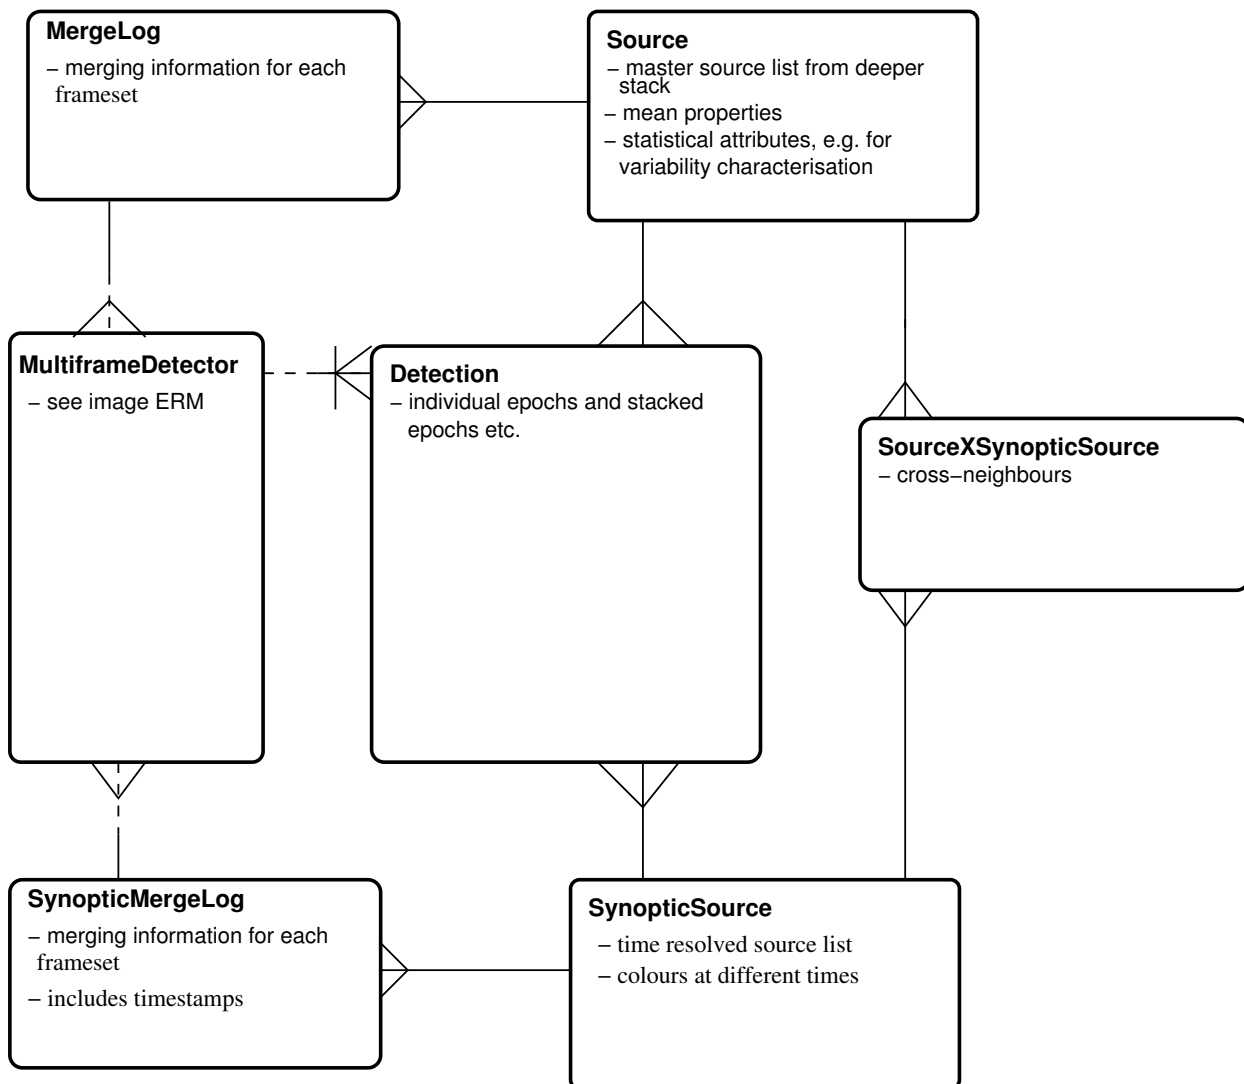 MergeLog
– merging information for each
frameset
Source
– master source list from deeper
stack
– mean properties
– statistical attributes, e.g. for
variability characterisation
MultiframeDetector
– see image ERM
Detection
– individual epochs and stacked
epochs etc.
SourceXSynopticSource
– cross–neighbours
SynopticMergeLog
– merging information for each
frameset
– includes timestamps
SynopticSource
– time resolved source list
– colours at different times